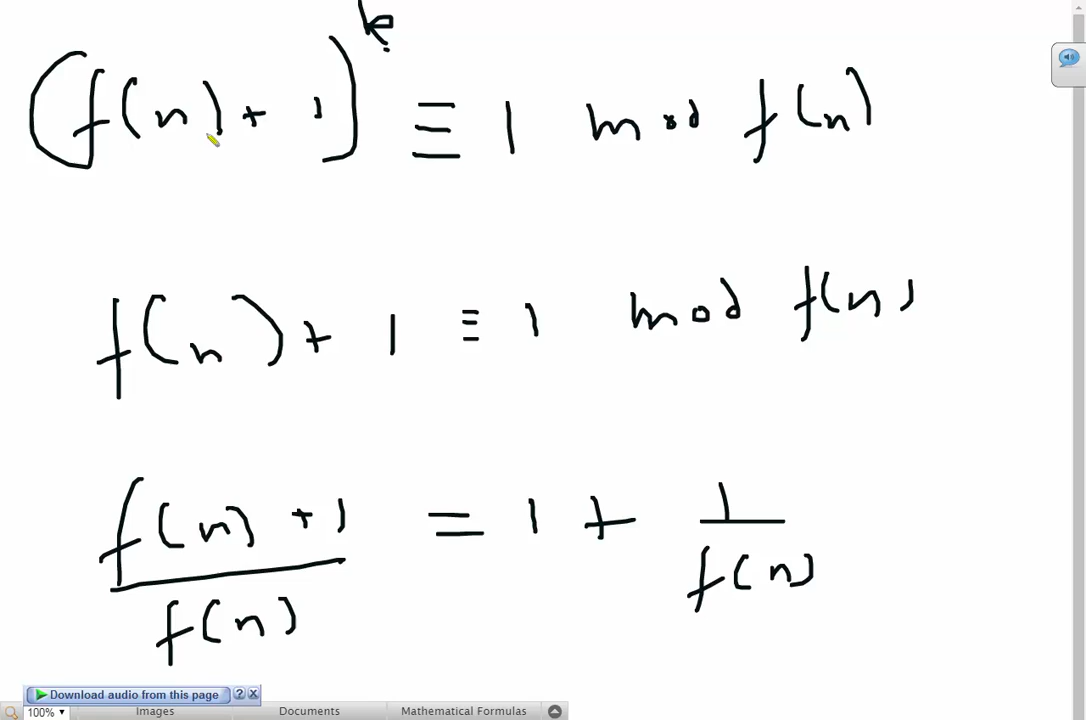 (f(n) + 1)^k ≡ 1 mod f(n)
f(n) + 1 ≡ 1 mod f(n)
f(n) + 1 / f(n) = 1 + 1 / f(n)
Download audio from this page ? x
100% Images Documents Mathematical Formulas